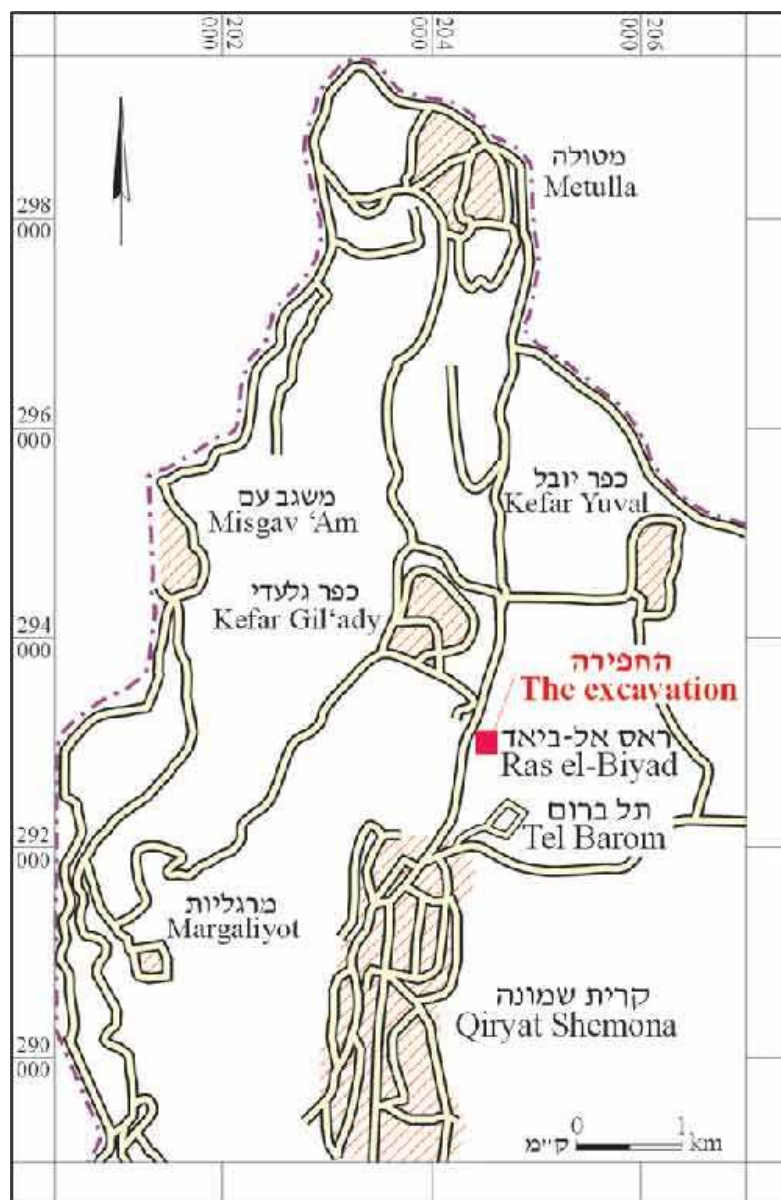 202
000
204
000
206
000
מטולה
Metulla
298
000
296
000
משגב עם
Misgav ‘Am
כפר יובל
Kefar Yuval
כפר גלעדי
Kefar Gil‘ady
294
000
החפירה
The excavation
ראס אל-ביאד
Ras el-Biyad
תל ברום
Tel Barom
292
000
מרגליות
Margaliyot
קרית שמונה
Qiryat Shemona
290
000
0 1
ק״מ km